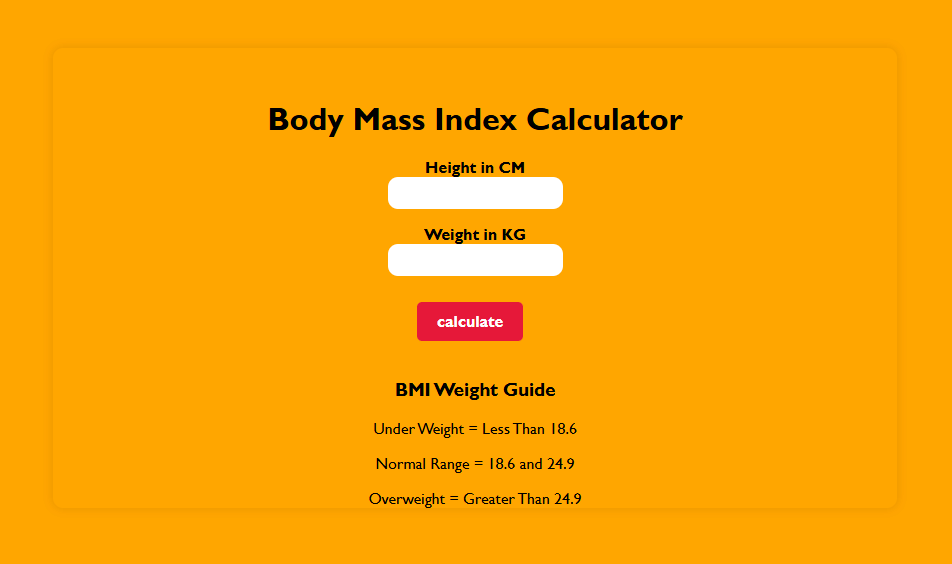 Body Mass Index Calculator
Height in CM
Weight in KG
calculate
BMI Weight Guide
Under Weight = Less Than 18.6
Normal Range = 18.6 and 24.9
Overweight = Greater Than 24.9